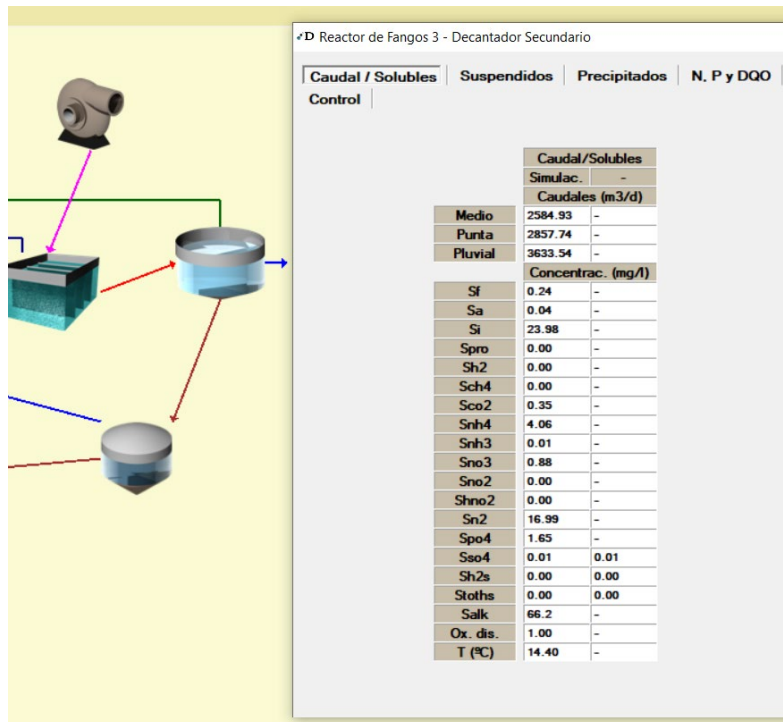 D Reactor de Fangos 3 - Decantador Secundario
Caudal / Solubles Suspendidos Precipitados N, P y DQO
Control
Caudal/Solubles
Simulac. -
Caudales (m3/d)
Medio 2584.93 -
Punta 2857.74 -
Pluvial 3633.54 -
Concentrac. (mg/l)
Sf 0.24 -
Sa 0.04 -
Si 23.98 -
Spro 0.00 -
Sh2 0.00 -
Sch4 0.00 -
Sco2 0.35 -
Snh4 4.06 -
Snh3 0.01 -
Sno3 0.88 -
Sno2 0.00 -
Shno2 0.00 -
Sn2 16.99 -
Spo4 1.65 -
Sso4 0.01 0.01
Sh2s 0.00 0.00
Stoths 0.00 0.00
Salk 66.2 -
Ox. dis. 1.00 -
T (ºC) 14.40 -